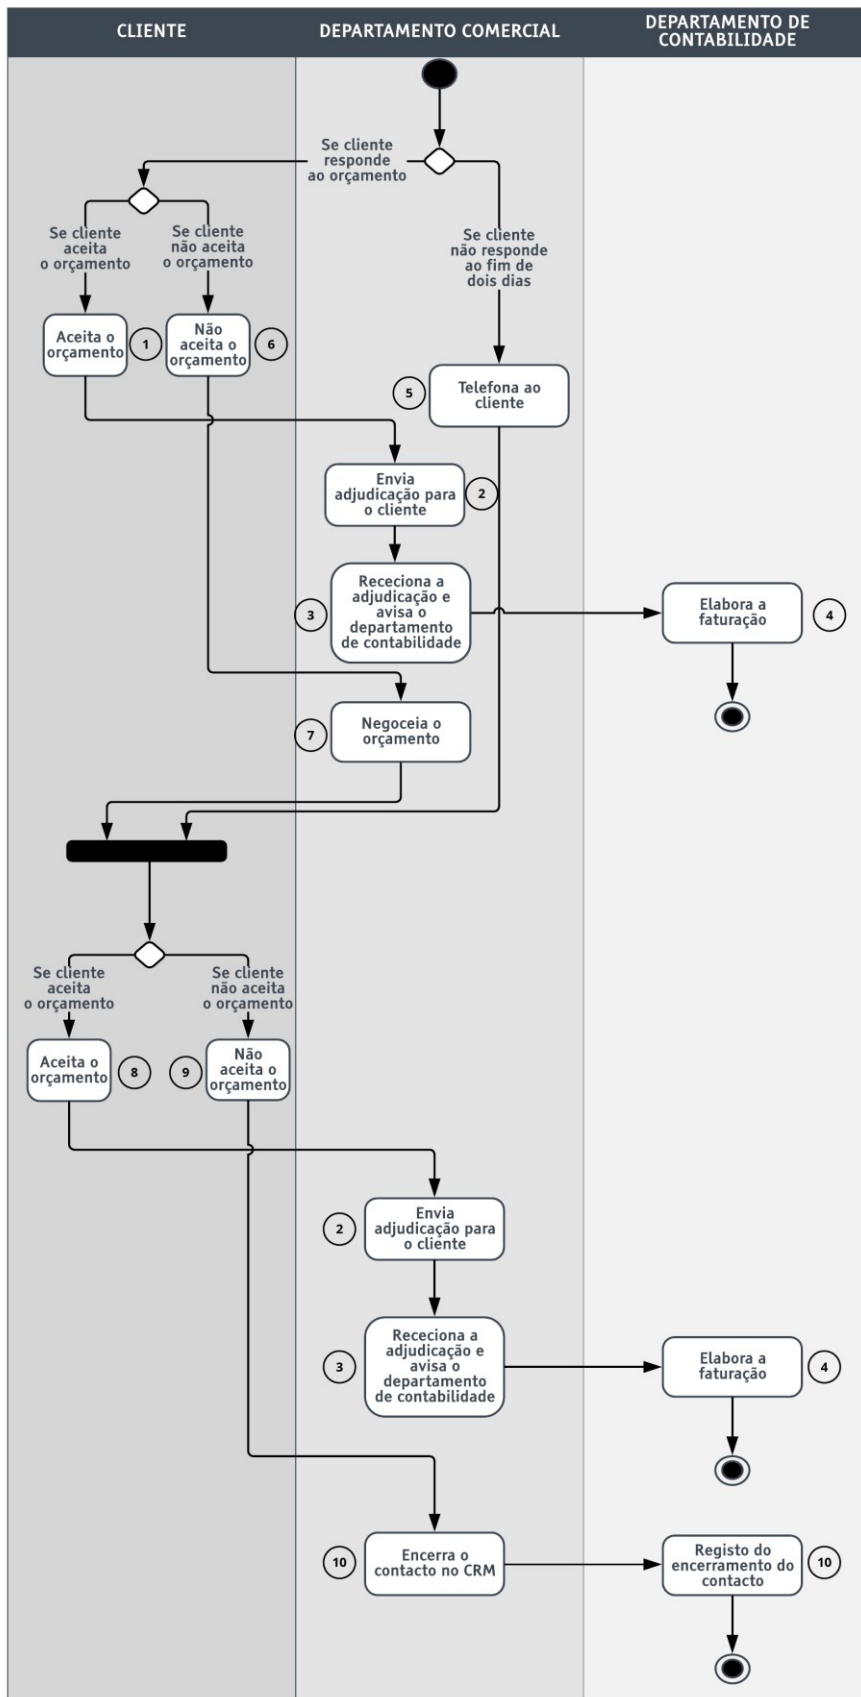 CLIENTE
DEPARTAMENTO COMERCIAL
DEPARTAMENTO DE
CONTABILIDADE
Se cliente
responde
ao orçamento
Se cliente
aceita
o orçamento
Se cliente
não aceita
o orçamento
Se cliente
não responde
ao fim de
dois dias
Aceita o
orçamento
1
Não
aceita o
orçamento
6
5
Telefona ao
cliente
Envia
adjudicação para
o cliente
2
3
Receciona a
adjudicação e
avisa o
departamento
de contabilidade
Elabora a
faturação
4
7
Negoceia o
orçamento
Se cliente
aceita
o orçamento
Se cliente
não aceita
o orçamento
Aceita o
orçamento
8
9
Não
aceita o
orçamento
2
Envia
adjudicação para
o cliente
3
Receciona a
adjudicação e
avisa o
departamento
de contabilidade
Elabora a
faturação
4
10
Encerra o
contacto no CRM
Registo do
encerramento do
contacto
10